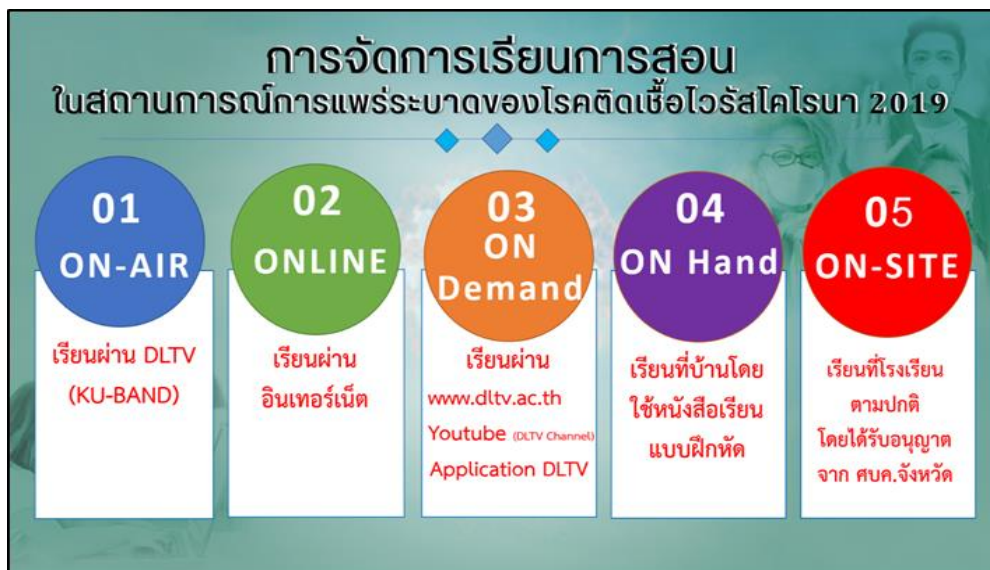 การจัดการเรียนการสอน
ในสถานการณ์การแพร่ระบาดของโรคติดเชื้อไวรัสโคโรนา 2019
01
ON-AIR
เรียนผ่าน DLTV
(KU-BAND)
02
ONLINE
เรียนผ่าน
อินเทอร์เน็ต
03
ON
Demand
เรียนผ่าน
www.dltv.ac.th
Youtube (DLTV Channel)
Application DLTV
04
ON Hand
เรียนที่บ้านโดย
ใช้หนังสือเรียน
แบบฝึกหัด
05
ON-SITE
เรียนที่โรงเรียน
ตามปกติ
โดยได้รับอนุญาต
จาก ศบค.จังหวัด